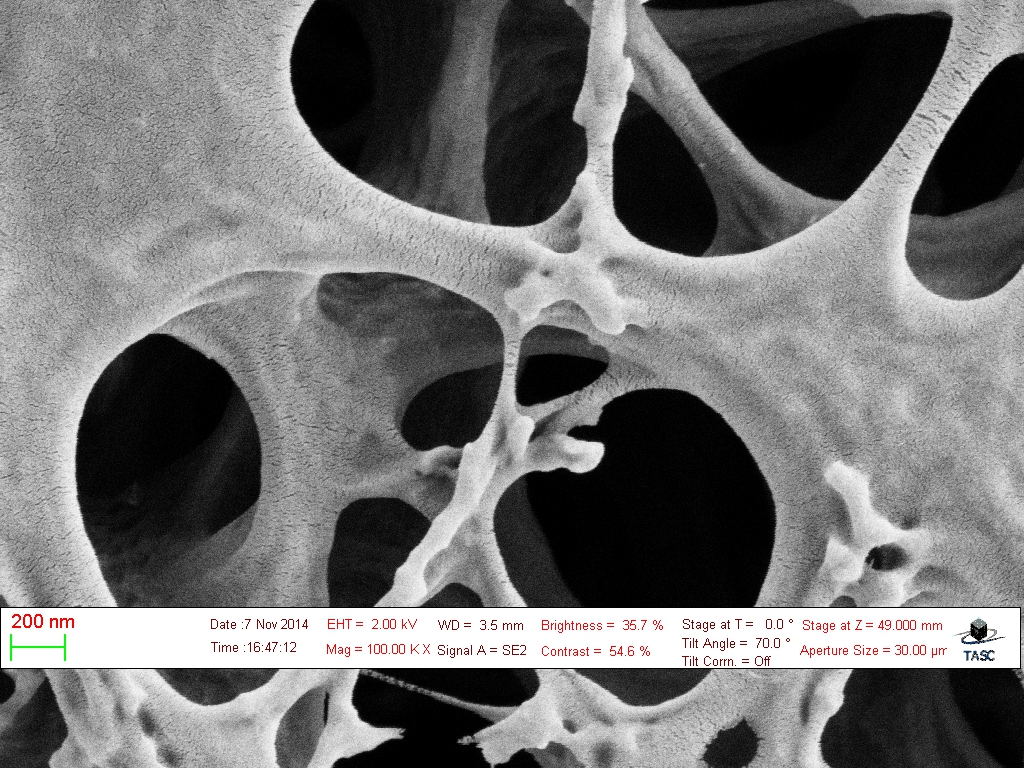 200 nm
Date :7 Nov 2014 EHT = 2.00 kV WD = 3.5 mm Brightness = 35.7 % Stage at T = 0.0 ° Stage at Z = 49.000 mm
Time :16:47:12 Mag = 100.00 K X Signal A = SE2 Contrast = 54.6 % Tilt Angle = 70.0 ° Aperture Size = 30.00 µm
Tilt Corrn. = Off
TASC